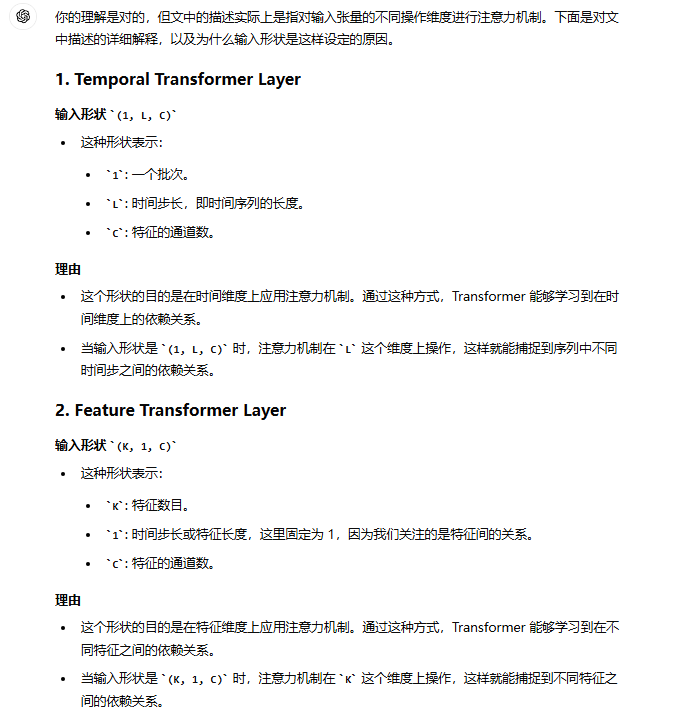 你的理解是对的，但文中的描述实际上是指对输入张量的不同操作维度进行注意力机制。下面是对文
中描述的详细解释，以及为什么输入形状是这样设定的原因。
1. Temporal Transformer Layer
输入形状 `(1, L, C)`
这种形状表示：
`1`: 一个批次。
`L`: 时间步长，即时间序列的长度。
`C`: 特征的通道数。
理由
这个形状的目的是在时间维度上应用注意力机制。通过这种方式，Transformer 能够学习到在时
间维度上的依赖关系。
当输入形状是 `(1, L, C)` 时，注意力机制在 `L` 这个维度上操作，这样就能捕捉到序列中不同
时间步之间的依赖关系。
2. Feature Transformer Layer
输入形状 `(K, 1, C)`
这种形状表示：
`K`: 特征数目。
`1`: 时间步长或特征长度，这里固定为 1，因为我们关注的是特征间的关系。
`C`: 特征的通道数。
理由
这个形状的目的是在特征维度上应用注意力机制。通过这种方式，Transformer 能够学习到在不
同特征之间的依赖关系。
当输入形状是 `(K, 1, C)` 时，注意力机制在 `K` 这个维度上操作，这样就能捕捉到不同特征之
间的依赖关系。